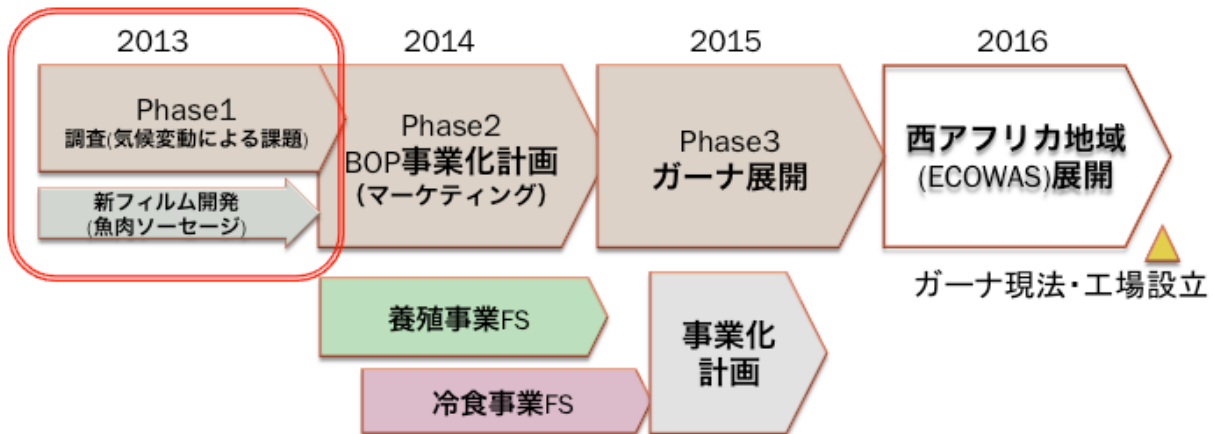 2013
2014
2015
2016
Phase1
調査(気候変動による課題)
新フィルム開発
(魚肉ソーセージ)
Phase2
BOP事業化計画
(マーケティング)
Phase3
ガーナ展開
西アフリカ地域
(ECOWAS)展開
ガーナ現法・工場設立
養殖事業FS
冷食事業FS
事業化
計画